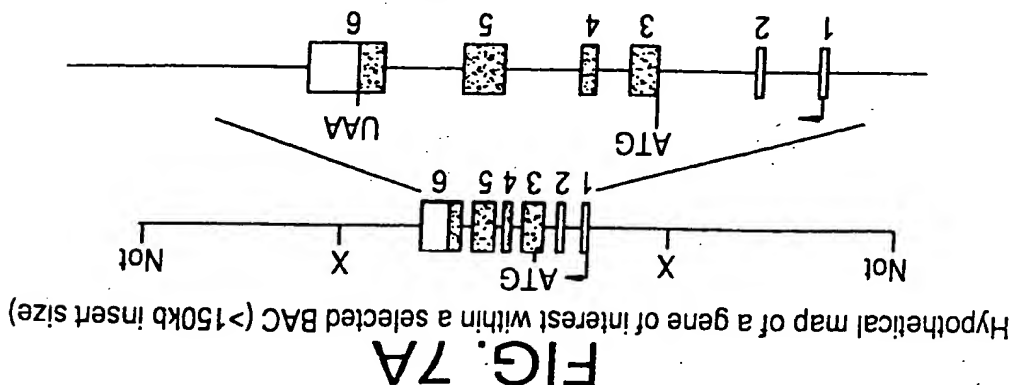 FIG. 7A
Hypothetical map of a gene of interest within a selected BAC (>150kb insert size)
Not X ATG X Not
1 2 3 4 5 6
ATG UAA
1 2 3 4 5 6